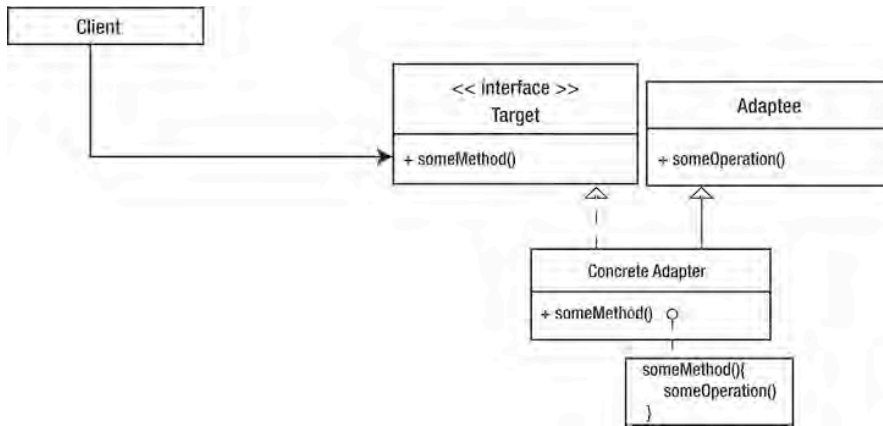 Client
<< interface >>
Target
+ someMethod()
Adaptee
+ someOperation()
Concrete Adapter
+ someMethod()
someMethod(){
someOperation()
}